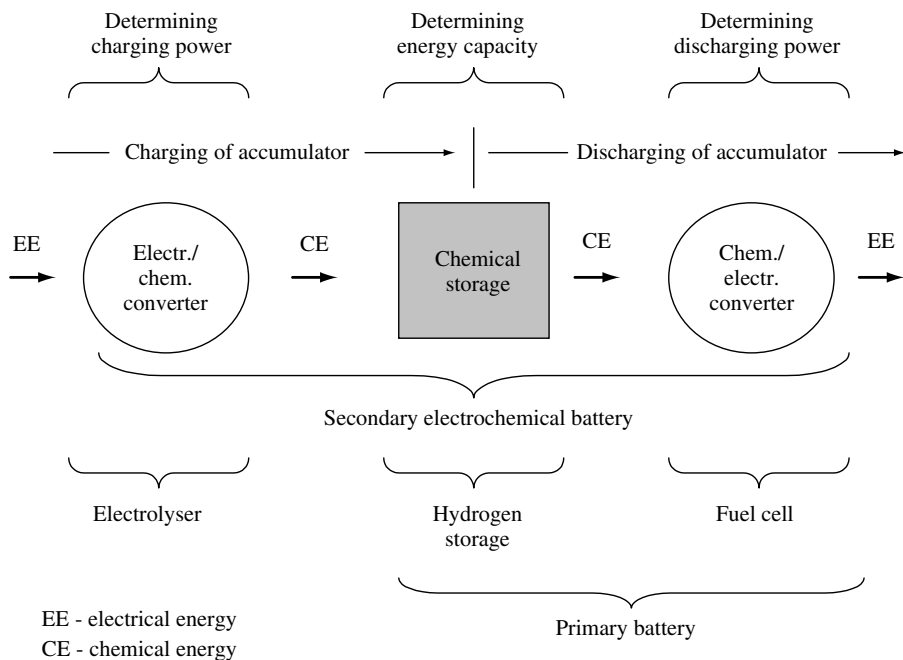 Determining
charging power
Determining
energy capacity
Determining
discharging power
Charging of accumulator
Discharging of accumulator
EE
Electr./
chem.
converter
CE
Chemical
storage
CE
Chem./
electr.
converter
EE
Secondary electrochemical battery
Electrolyser
Hydrogen
storage
Fuel cell
Primary battery
EE - electrical energy
CE - chemical energy